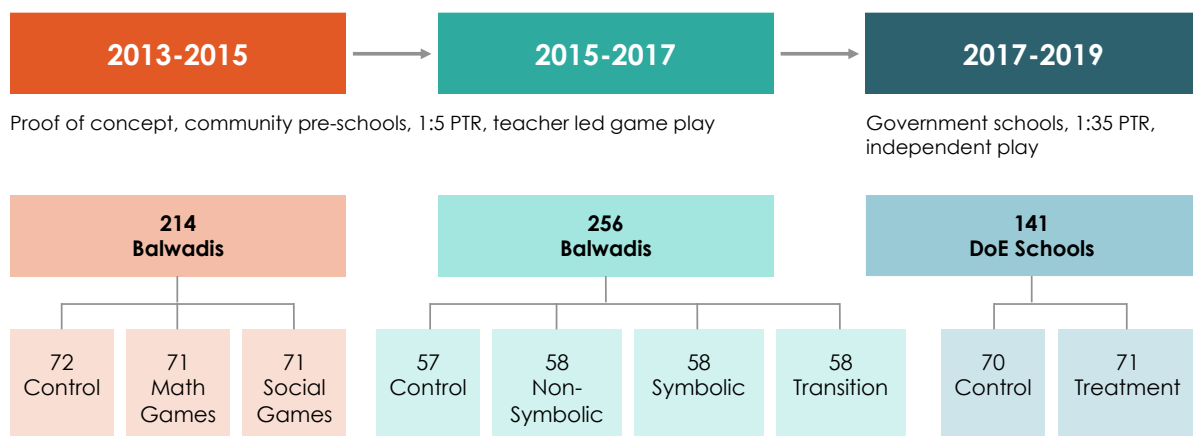 2013-2015
2015-2017
2017-2019
Proof of concept, community pre-schools, 1:5 PTR, teacher led game play
Government schools, 1:35 PTR,
independent play
214
Balwadis
256
Balwadis
141
DoE Schools
72
Control
71
Math
Games
71
Social
Games
57
Control
58
Non-
Symbolic
58
Symbolic
58
Transition
70
Control
71
Treatment